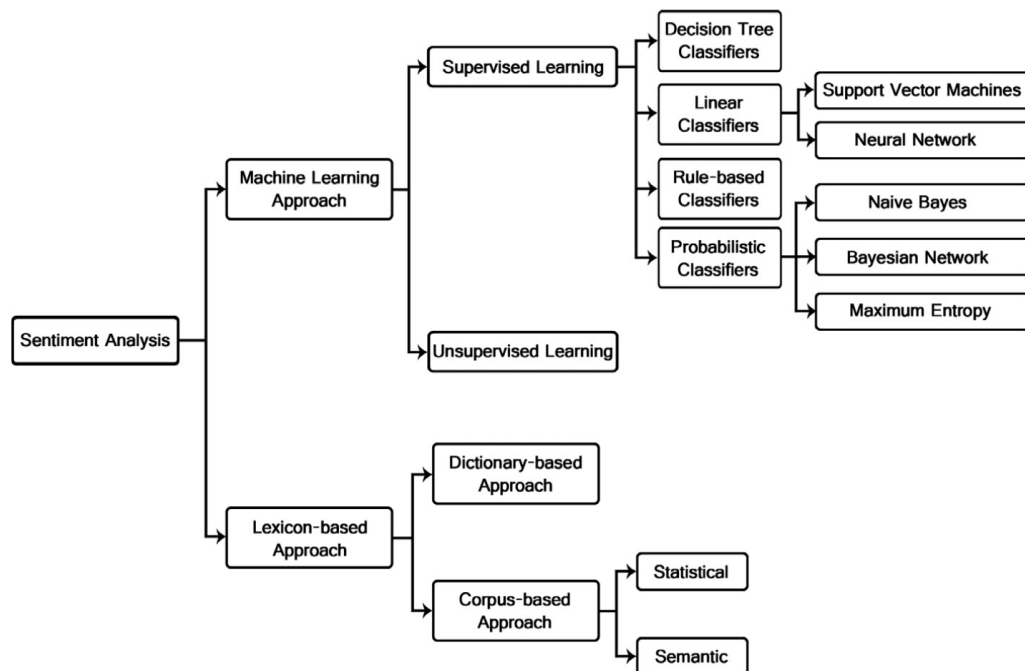 Decision Tree
Classifiers
Supervised Learning
Support Vector Machines
Linear
Classifiers
Neural Network
Machine Learning
Approach
Rule-based
Classifiers
Naive Bayes
Probabilistic
Classifiers
Bayesian Network
Maximum Entropy
Sentiment Analysis
Unsupervised Learning
Dictionary-based
Approach
Lexicon-based
Approach
Statistical
Corpus-based
Approach
Semantic